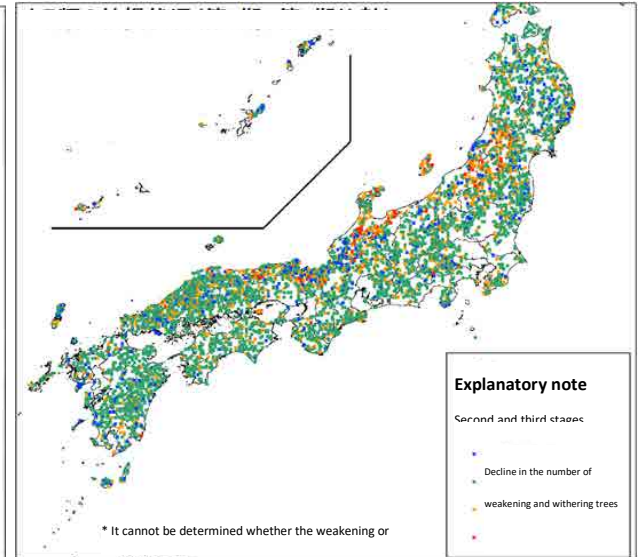 Explanatory note
Second and third stages
Decline in the number of
weakening and withering trees
* It cannot be determined whether the weakening or